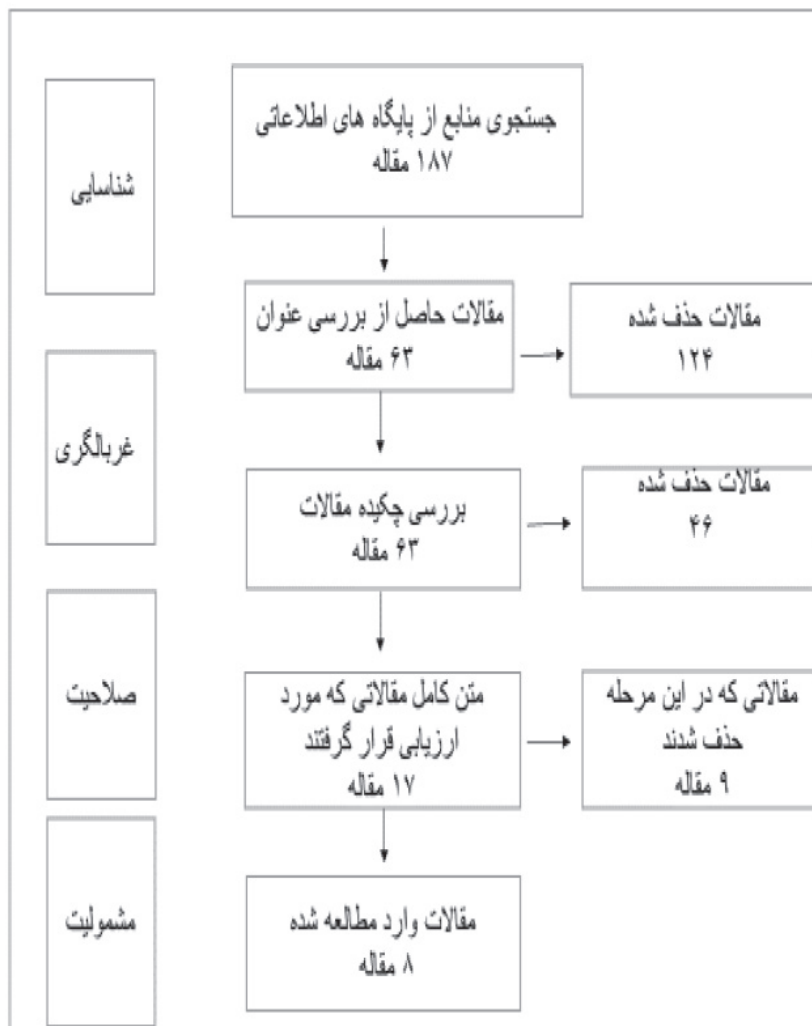 شناسایی
جستجوی منابع از پایگاه های اطلاعاتی
۱۸۷ مقاله
مقالات حاصل از بررسی عنوان
۶۳ مقاله
مقالات حذف شده
۱۲۴
غربالگری
بررسی چکیده مقالات
۶۳ مقاله
مقالات حذف شده
۴۶
صلاحیت
متن کامل مقالاتی که مورد
ارزیابی قرار گرفتند
۱۷ مقاله
مقالاتی که در این مرحله
حذف شدند
۹ مقاله
مشمولیت
مقالات وارد مطالعه شده
۸ مقاله